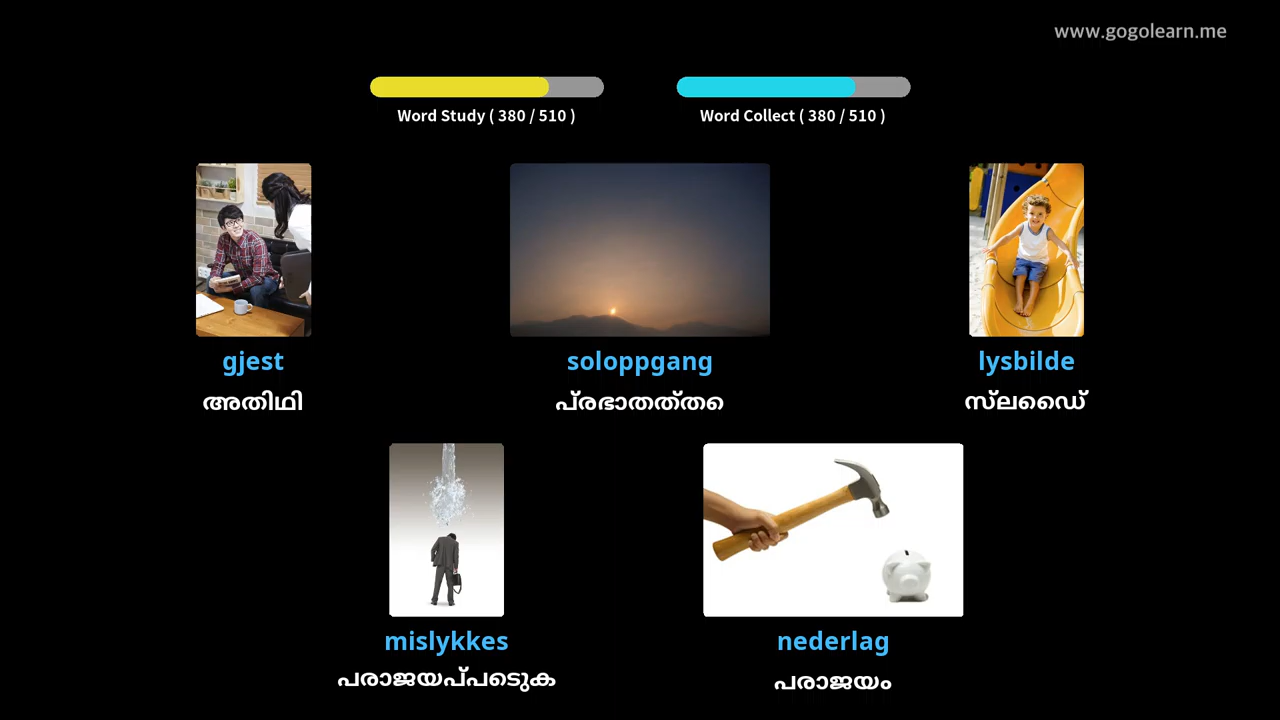 www.gogolearn.me
Word Study ( 380 / 510 )
Word Collect ( 380 / 510 )
gjest
അതിഥി
soloppgang
പ്രഭാതത്തെ
lysbilde
സ്ലൈഡ്
mislykkes
പരാജയപ്പെടുക
nederlag
പരാജയം